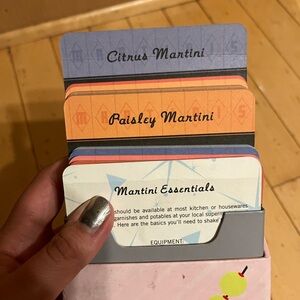 Citrus Martini
Paisley Martini
Martini Essentials
should be available at most kitchen or housewares
garnishes and potables at your local super
. Here are the basics you'll need to shake
EQUIPMENT: